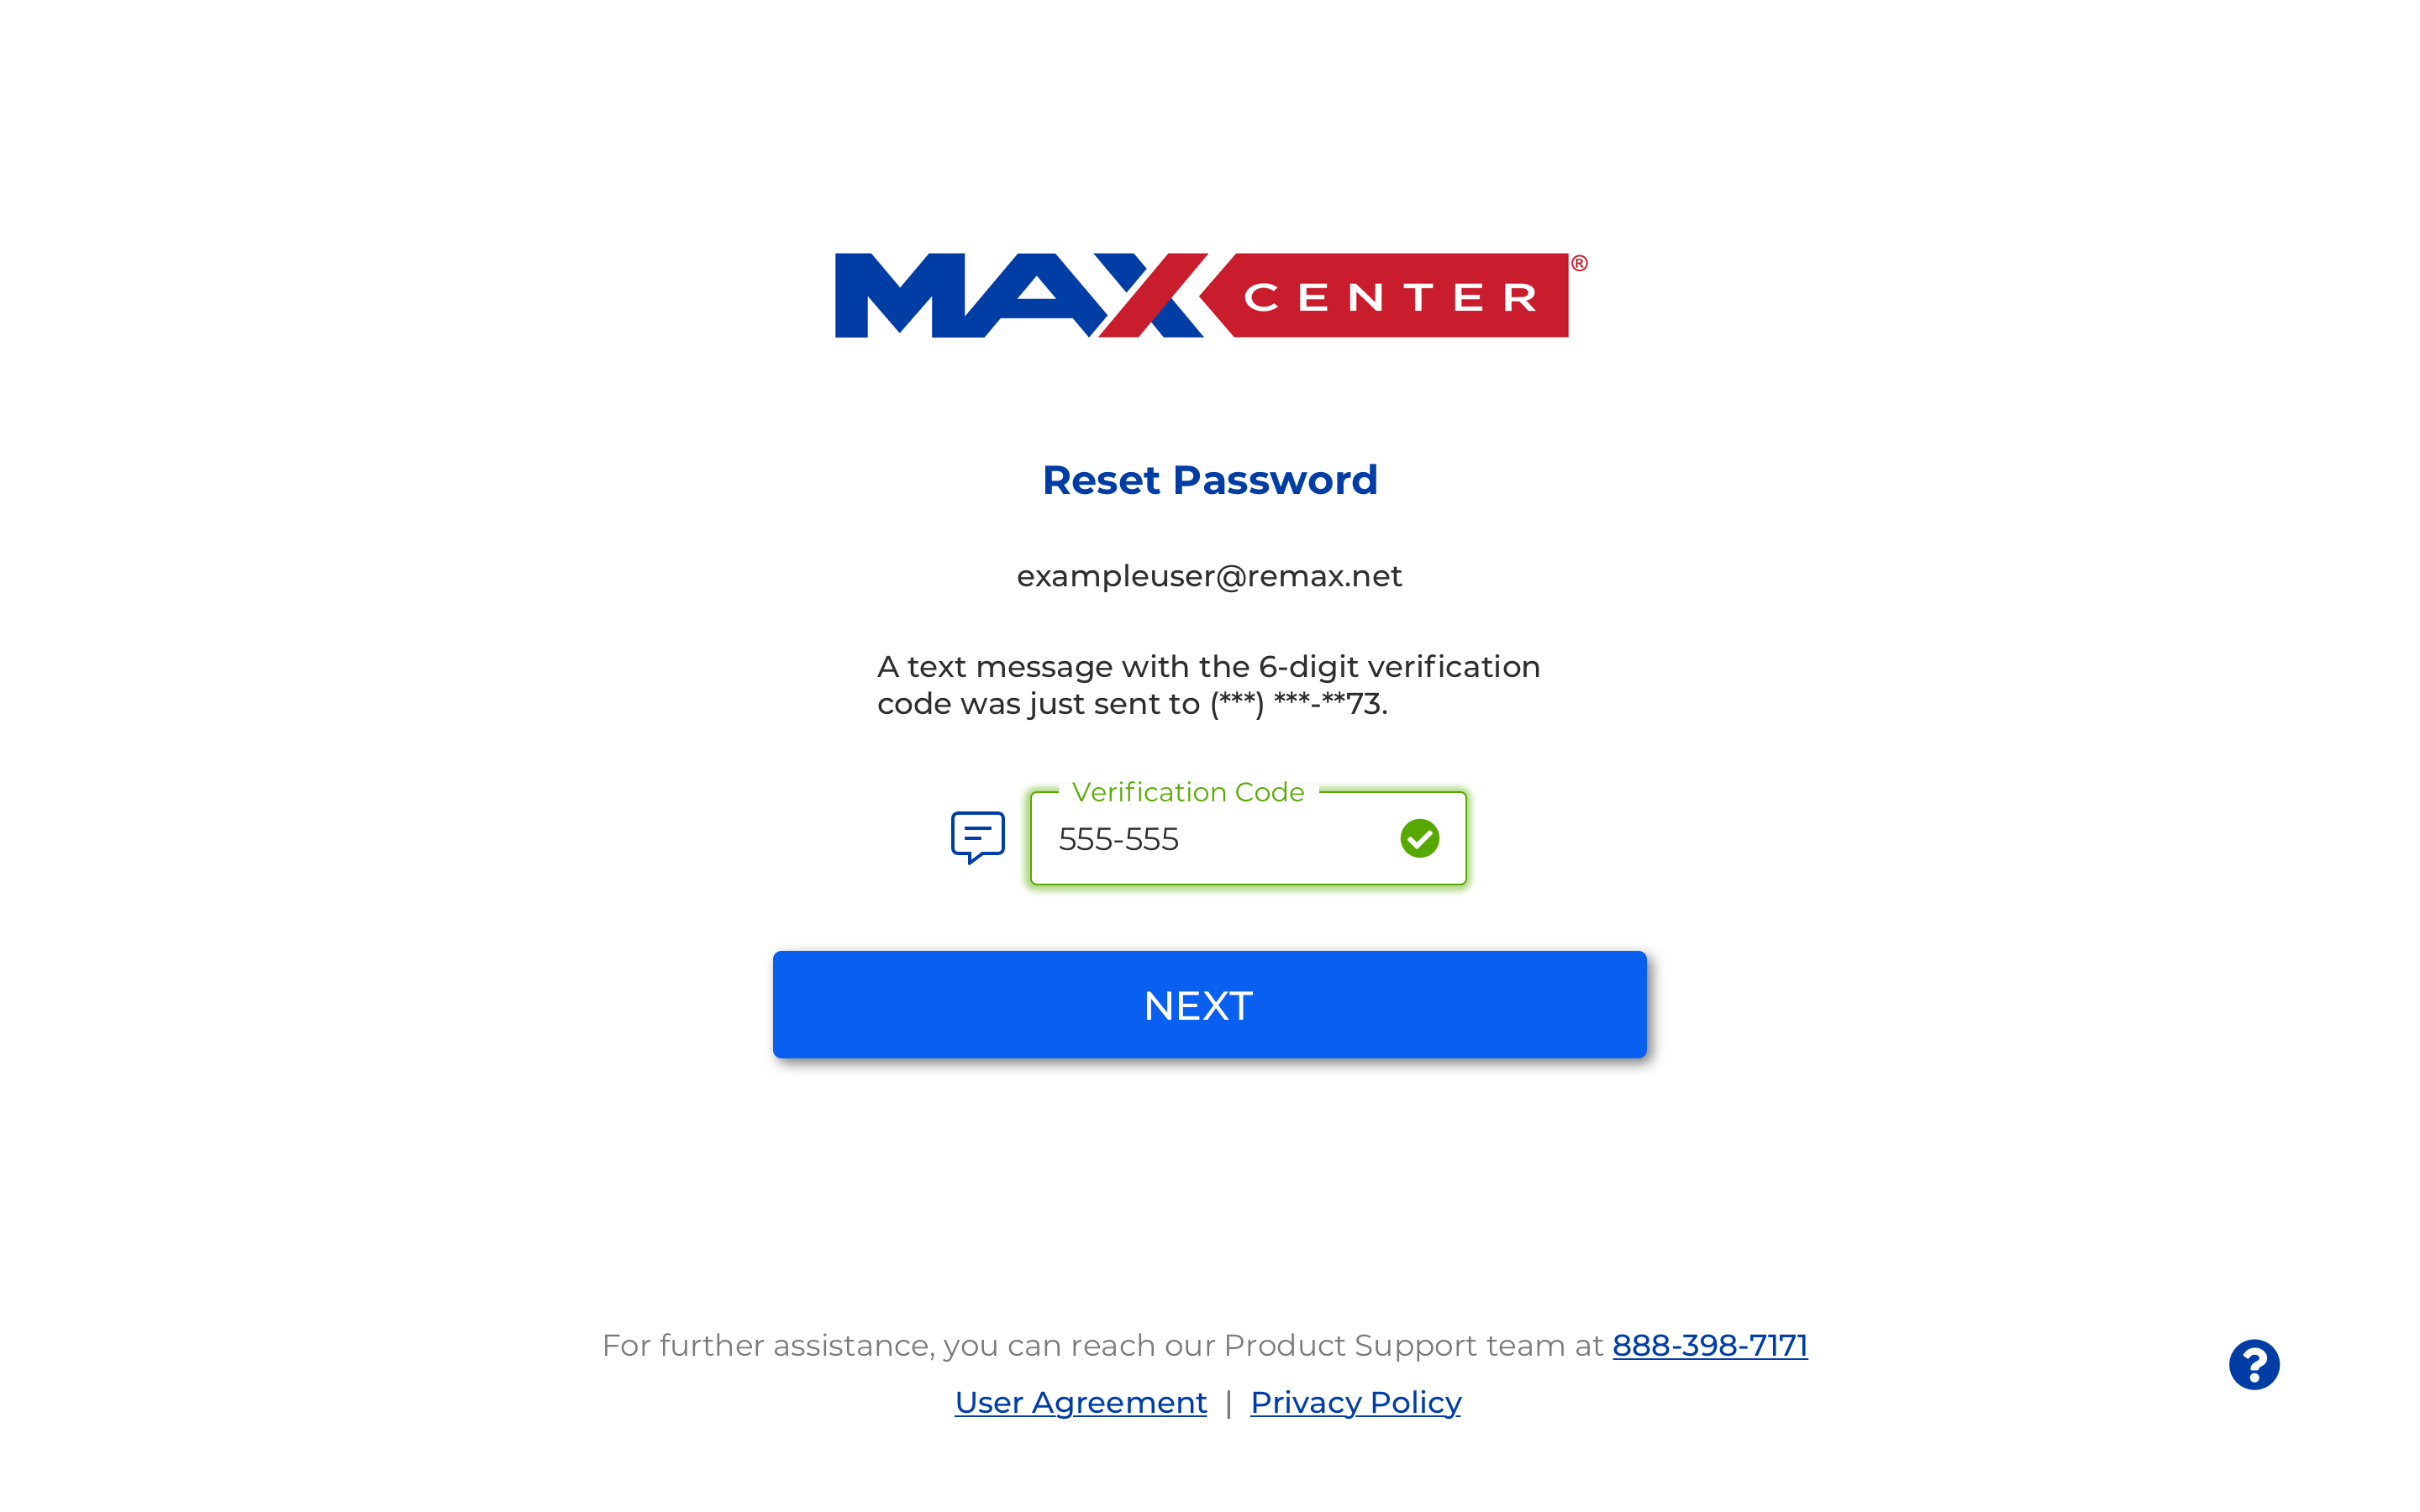 MAX CENTER®
Reset Password
exampleuser@remax.net
A text message with the 6-digit verification
code was just sent to (***) ***-**73.
Verification Code
555-555
NEXT
For further assistance, you can reach our Product Support team at 888-398-7171
User Agreement | Privacy Policy
?